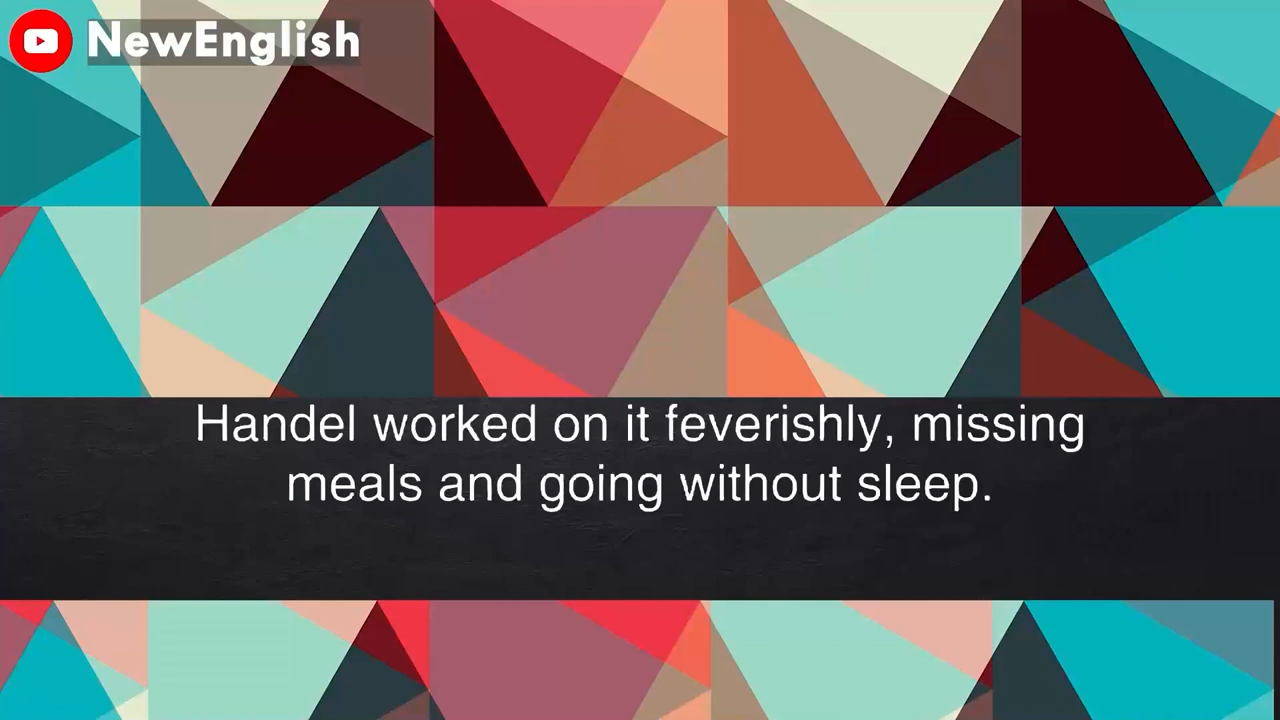 NewEnglish
Handel worked on it feverishly, missing
meals and going without sleep.